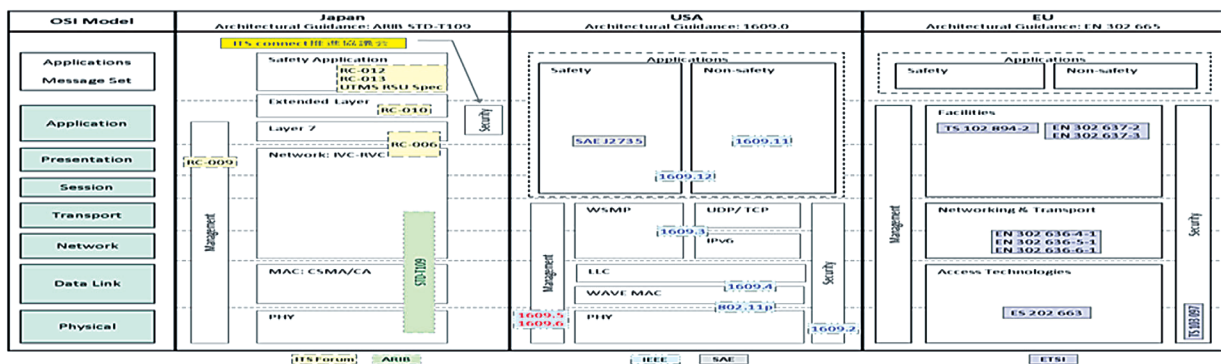 OSI Model
Japan
Architectural Guidance: ARIB STD-T109
USA
Architectural Guidance: 1609.0
EU
Architectural Guidance: EN 302 665
Applications
Message Set
Application
Presentation
Session
Transport
Network
Data Link
Physical
ITS connect推進協議会
Safety Application
RC-012
RC-013
UTMS RSU Spec
Extended Layer
RC-010
Security
Layer 7
RC-006
Network: IVC-RVC
RC-009
Management
STD-T109
MAC: CSMA/CA
PHY
ITS Forum
ARIB
Applications
Safety
Non-safety
SAE J2735
1609.11
1609.12
WSMP
UDP/ TCP
1609.3
IPv6
Management
LLC
1609.4
WAVE MAC
802.11p
1609.5
1609.6
PHY
Security
1609.2
IEEE
SAE
Applications
Safety
Non-safety
Management
Facilities
TS 102 894-2
EN 302 637-2
EN 302 637-3
Networking & Transport
EN 302 636-4-1
EN 302 636-5-1
EN 302 636-6-1
Access Technologies
ES 202 663
Security
TS 103 097
ETSI